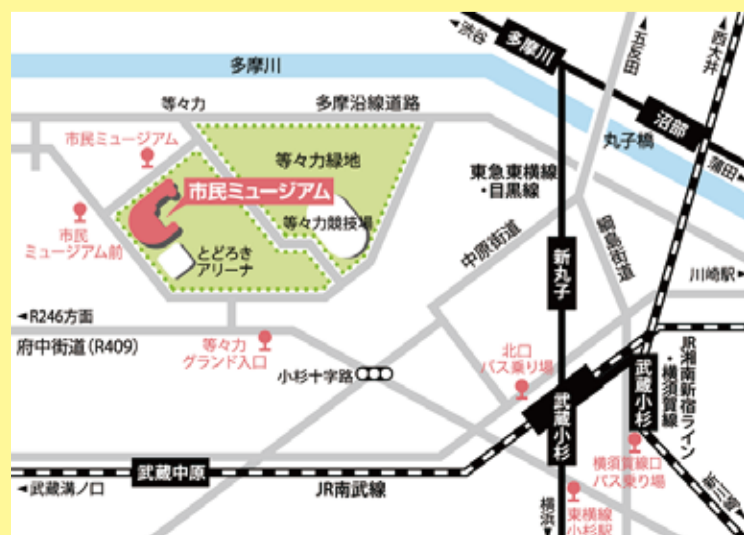 渋谷
多摩川
五反田
西大井
多摩川
等々力
多摩沿線道路
沼部
丸子橋
蒲田
市民ミュージアム
等々力緑地
東急東横線
・目黒線
市民ミュージアム
市民
ミュージアム前
等々力競技場
とどろき
アリーナ
中原街道
綱島街道
新丸子
川崎駅
R246方面
府中街道(R409)
等々力
グランド入口
小杉十字路
北口
バス乗り場
武蔵小杉
武蔵小杉
JR湘南新宿ライン
・横須賀線
武蔵中原
横須賀線口
バス乗り場
武蔵溝ノ口
JR南武線
東横線
小杉駅
横浜
新川崎